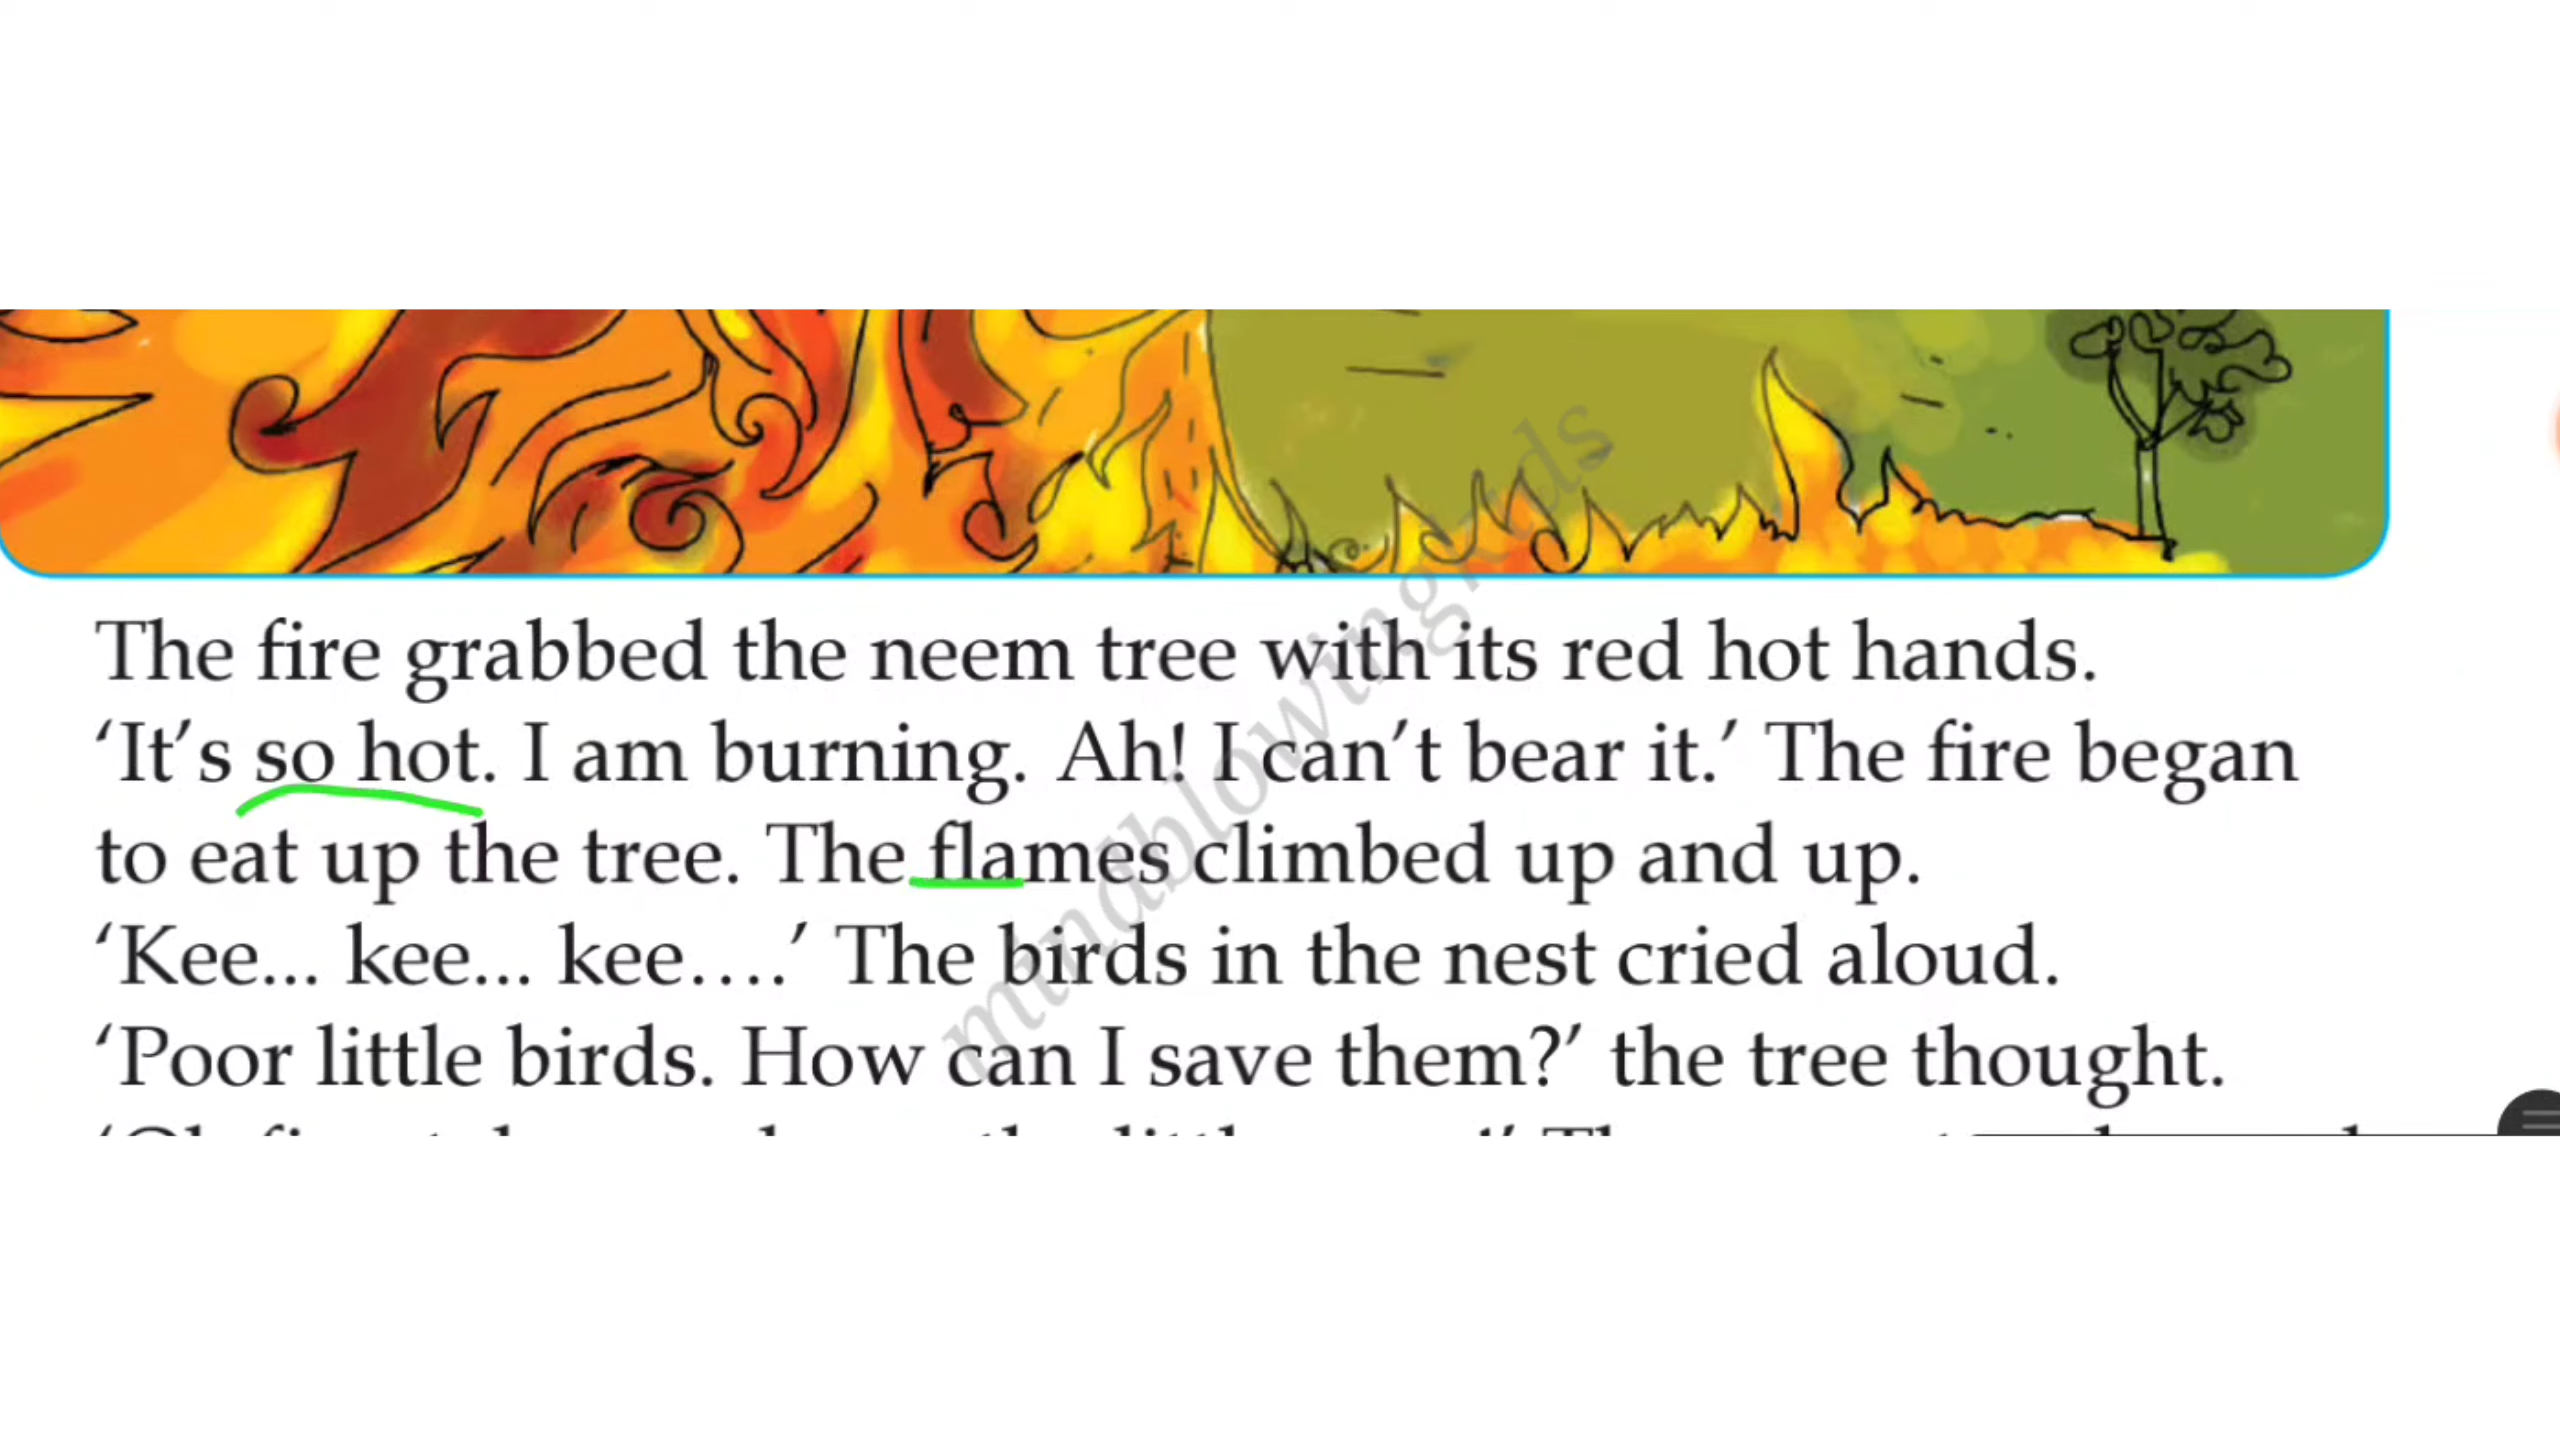 The fire grabbed the neem tree with its red hot hands.
‘It’s so hot. I am burning. Ah! I can’t bear it.’ The fire began
to eat up the tree. The flames climbed up and up.
‘Kee... kee... kee....’ The birds in the nest cried aloud.
‘Poor little birds. How can I save them?’ the tree thought.
mindblowingkids